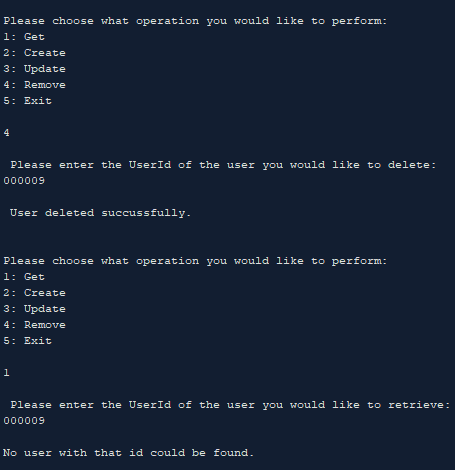 Please choose what operation you would like to perform:
1: Get
2: Create
3: Update
4: Remove
5: Exit
4
Please enter the UserId of the user you would like to delete:
000009
User deleted succussfully.
Please choose what operation you would like to perform:
1: Get
2: Create
3: Update
4: Remove
5: Exit
1
Please enter the UserId of the user you would like to retrieve:
000009
No user with that id could be found.